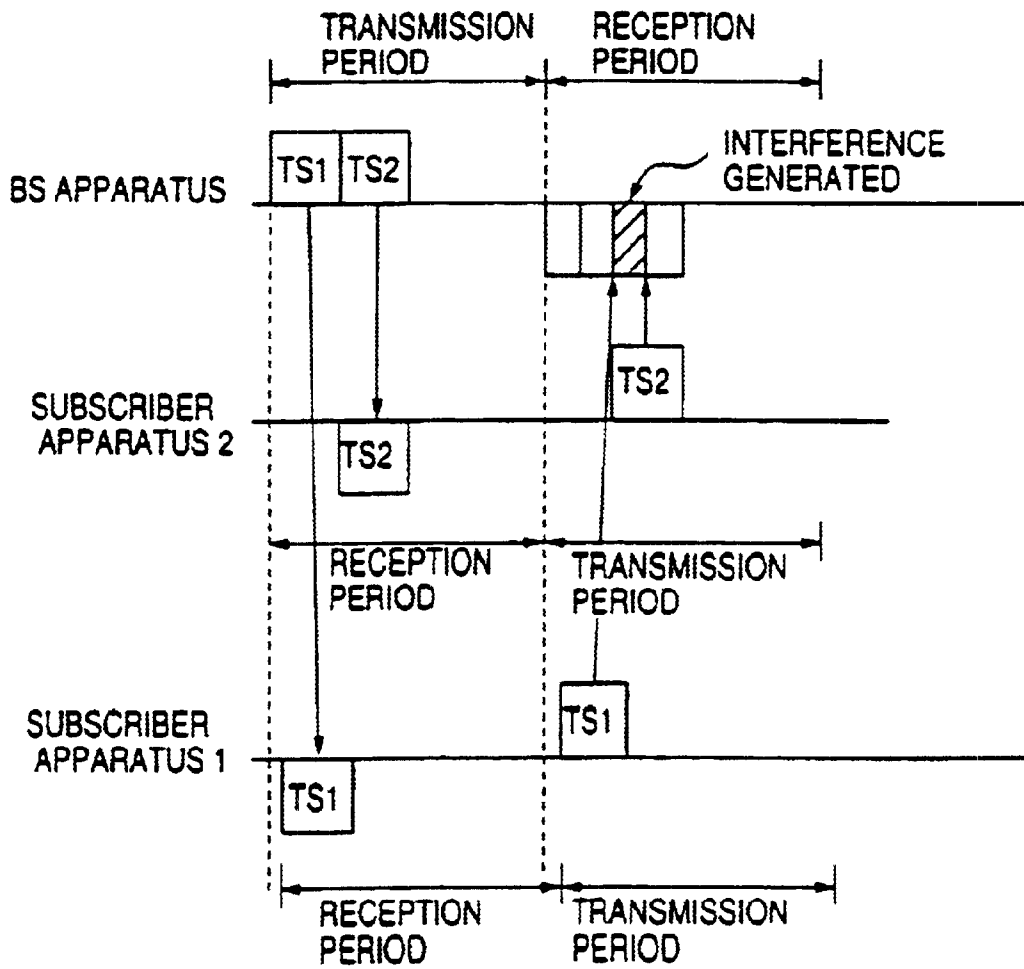 TRANSMISSION
PERIOD
RECEPTION
PERIOD
INTERFERENCE
GENERATED
BS APPARATUS
TS1
TS2
TS2
SUBSCRIBER
APPARATUS 2
TS2
RECEPTION
PERIOD
TRANSMISSION
PERIOD
TS1
SUBSCRIBER
APPARATUS 1
TS1
RECEPTION
PERIOD
TRANSMISSION
PERIOD